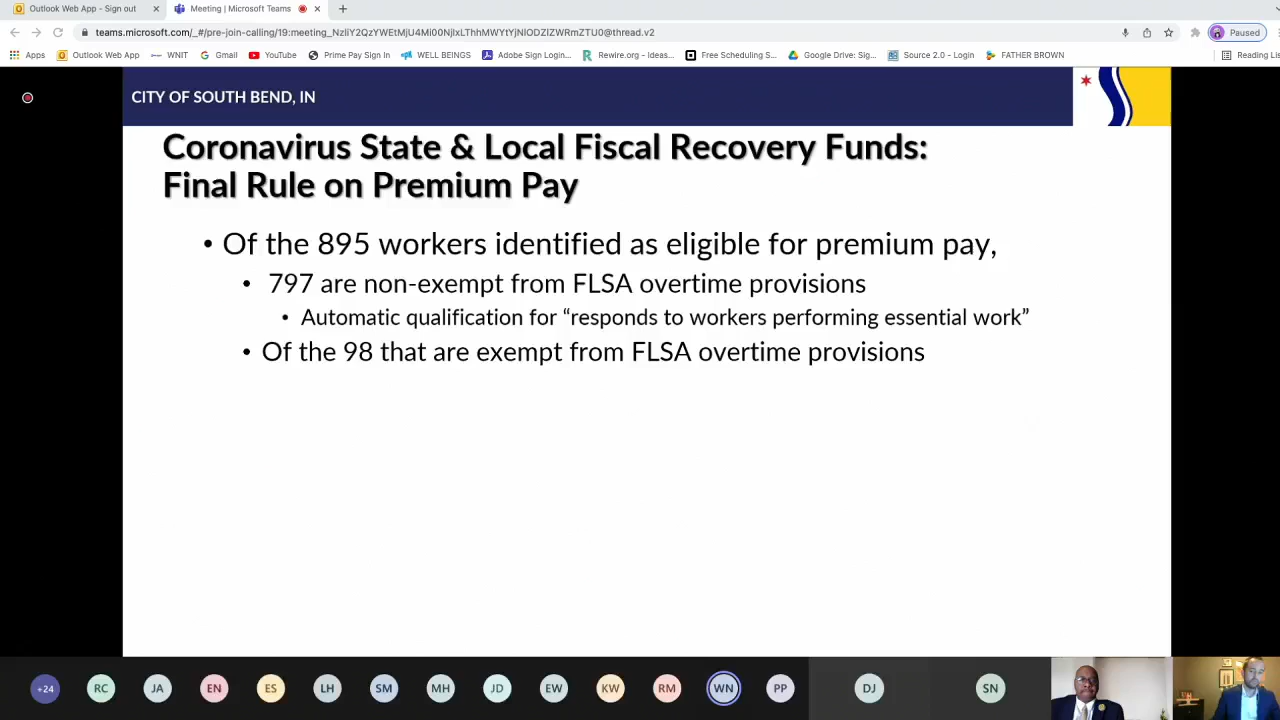 Outlook Web App - Sign out
Meeting | Microsoft Teams
teams.microsoft.com/_#/pre-join-calling/19:meeting_NzliY2QzYWEtMjU4Mi00NjIxLThhMWYtYjNlODZlZWRmZTU0@thread.v2
Paused
Apps Outlook Web App WNIT Gmail YouTube Prime Pay Sign In WELL BEINGS Adobe Sign Login... Rewire.org - Ideas... Free Scheduling S... Google Drive: Sig... Source 2.0 - Login FATHER BROWN Reading Lis
CITY OF SOUTH BEND, IN
Coronavirus State & Local Fiscal Recovery Funds:
Final Rule on Premium Pay
• Of the 895 workers identified as eligible for premium pay,
• 797 are non-exempt from FLSA overtime provisions
• Automatic qualification for “responds to workers performing essential work”
• Of the 98 that are exempt from FLSA overtime provisions
+24 RC JA EN ES LH SM MH JD EW KW RM WN PP DJ SN